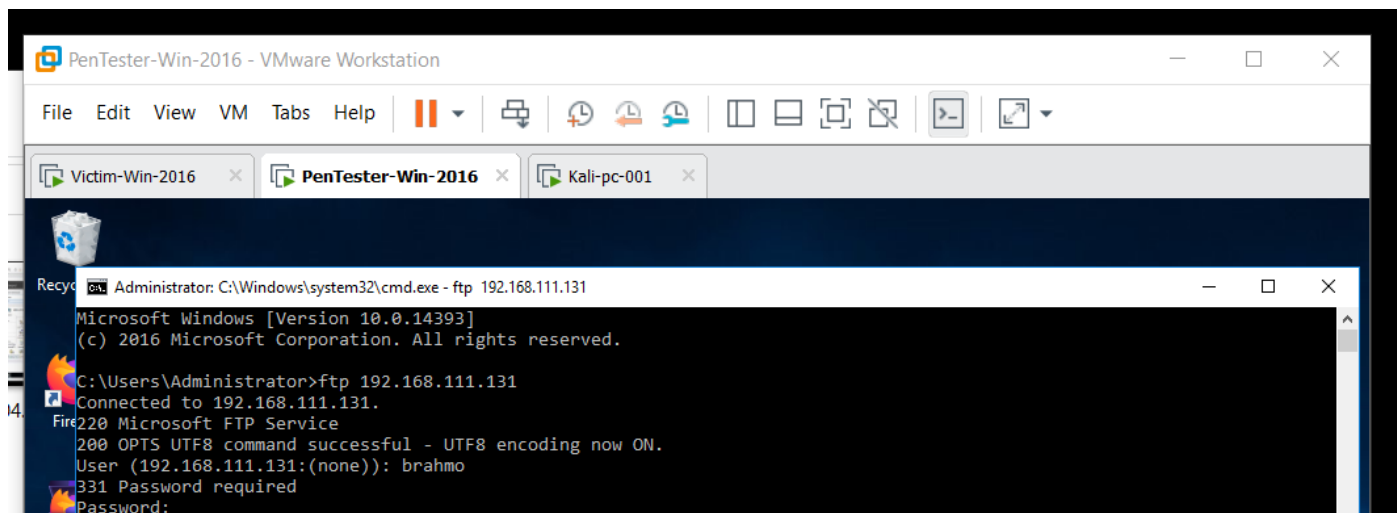 PenTester-Win-2016 - VMware Workstation
File Edit View VM Tabs Help
Victim-Win-2016 PenTester-Win-2016 Kali-pc-001
Recyc
Administrator: C:\Windows\system32\cmd.exe - ftp 192.168.111.131
Microsoft Windows [Version 10.0.14393]
(c) 2016 Microsoft Corporation. All rights reserved.
C:\Users\Administrator>ftp 192.168.111.131
Connected to 192.168.111.131.
04.
Fire
220 Microsoft FTP Service
200 OPTS UTF8 command successful - UTF8 encoding now ON.
User (192.168.111.131:(none)): brahmo
331 Password required
Password: